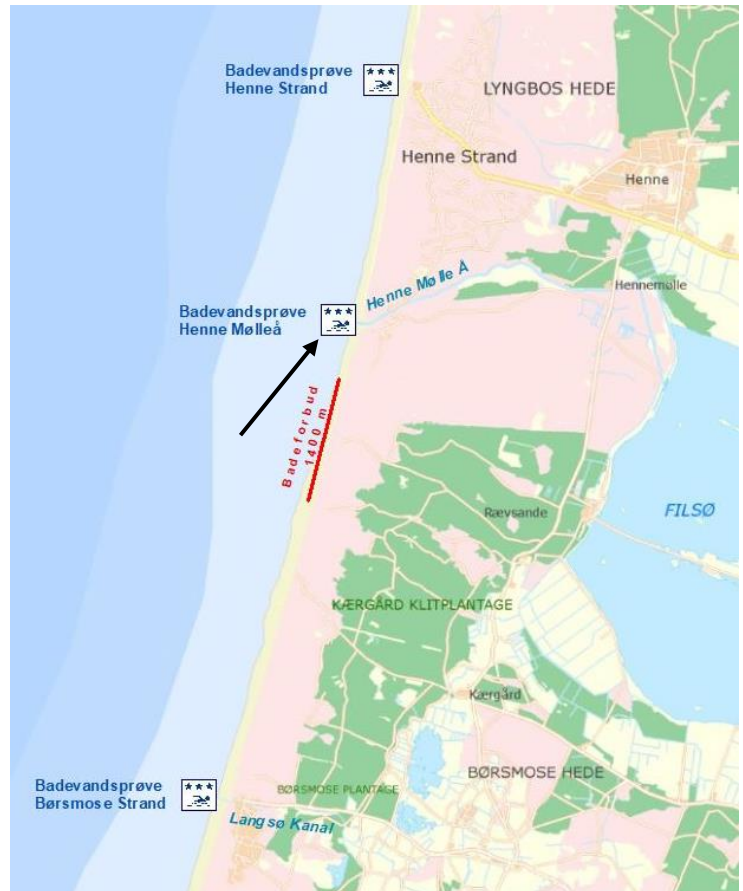 Badevandsprøve
Henne Strand
LYNGBOS HEDE
Henne Strand
Henne
Henne Mølle Å
Hennemølle
Badevandsprøve
Henne Mølleå
Badeforbud
1400 m
Rævsande
FILSØ
KÆRGÅRD KLITPLANTAGE
Kærgård
Badevandsprøve
Børsmose Strand
BØRSMOSE PLANTAGE
BØRSMOSE HEDE
Langsø Kanal